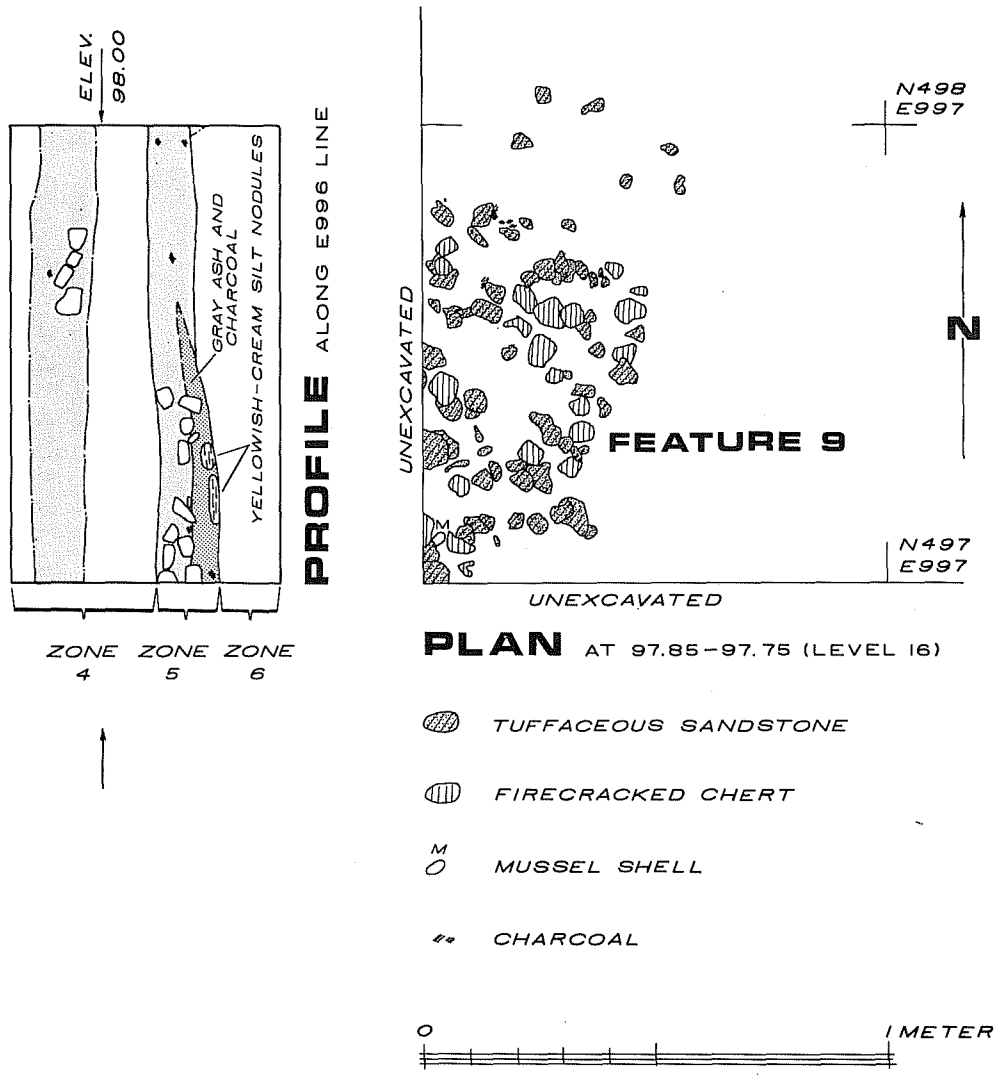 ELEV.
98.00
GRAY ASH AND
CHARCOAL
YELLOWISH-CREAM SILT NODULES
PROFILE ALONG E996 LINE
ZONE
4
ZONE
5
ZONE
6
N498
E997
UNEXCAVATED
N
FEATURE 9
M
N497
E997
UNEXCAVATED
PLAN AT 97.85-97.75 (LEVEL 16)
TUFFACEOUS SANDSTONE
FIRECRACKED CHERT
M
MUSSEL SHELL
CHARCOAL
0 1 METER